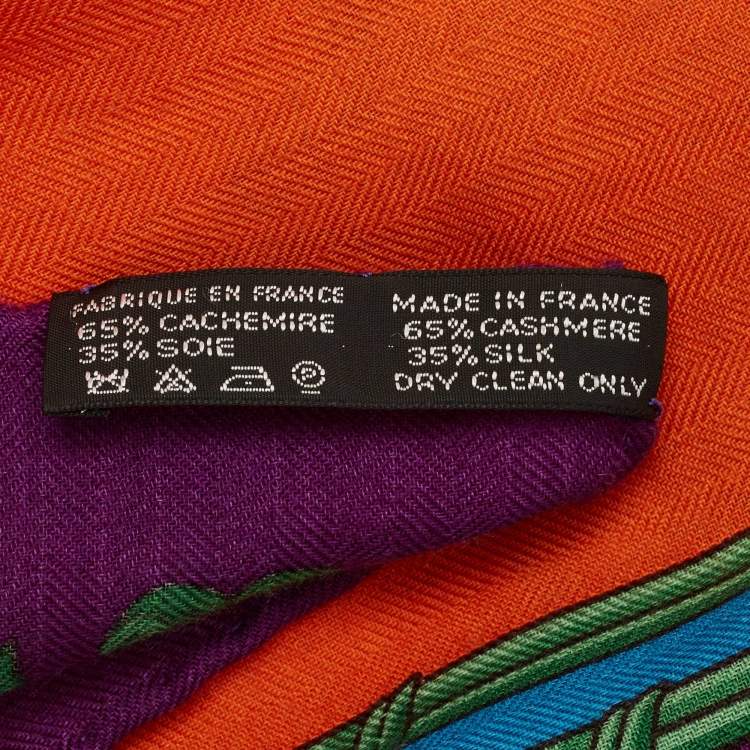 FABRIQUE EN FRANCE
65% CACHEMIRE
35% SOIE
P
MADE IN FRANCE
65% CASHMERE
35% SILK
DRY CLEAN ONLY